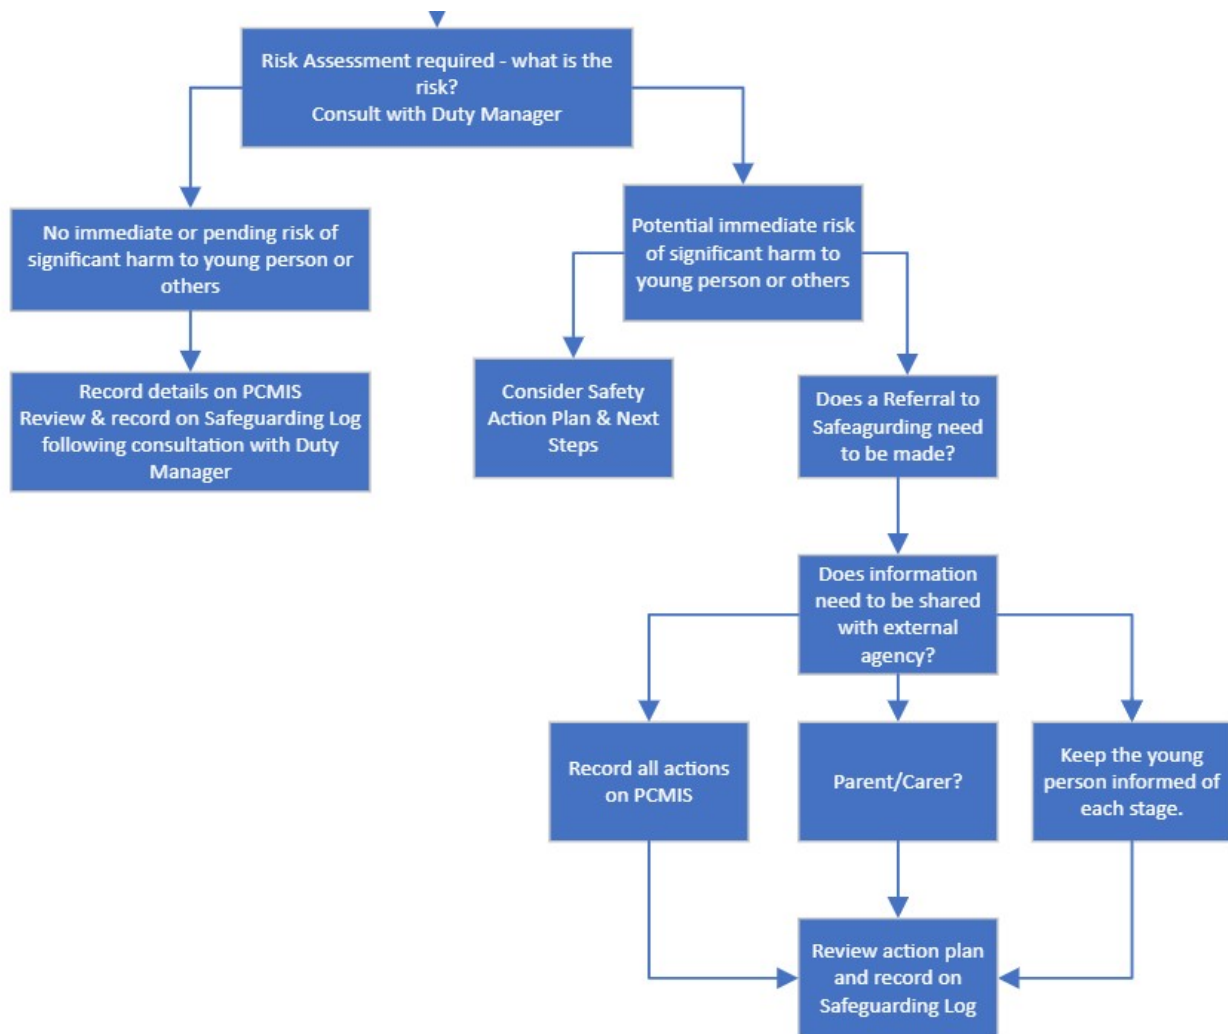 Risk Assessment required - what is the
risk?
Consult with Duty Manager
No immediate or pending risk of
significant harm to young person or
others
Potential immediate risk
of significant harm to
young person or others
Record details on PCMIS
Review & record on Safeguarding Log
following consultation with Duty
Manager
Consider Safety
Action Plan & Next
Steps
Does a Referral to
Safeagurding need
to be made?
Does information
need to be shared
with external
agency?
Record all actions
on PCMIS
Parent/Carer?
Keep the young
person informed of
each stage.
Review action plan
and record on
Safeguarding Log